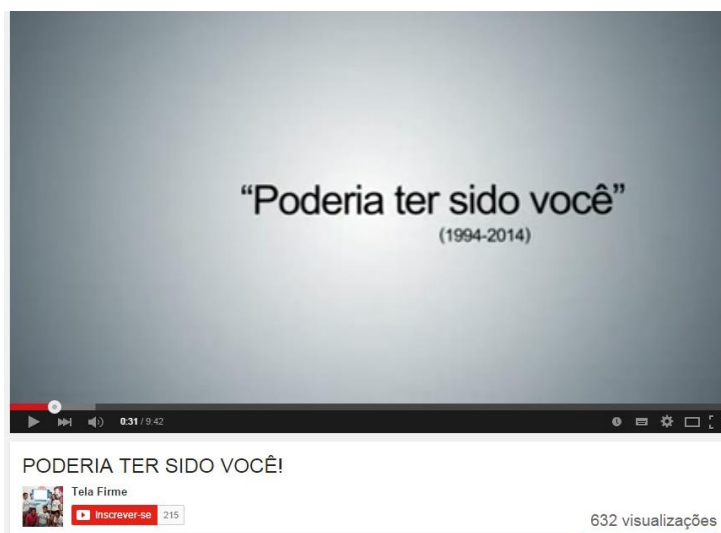 “Poderia ter sido você”
(1994-2014)
0:31 / 9:42
PODERIA TER SIDO VOCÊ!
Tela Firme
Inscrever-se 215
632 visualizações